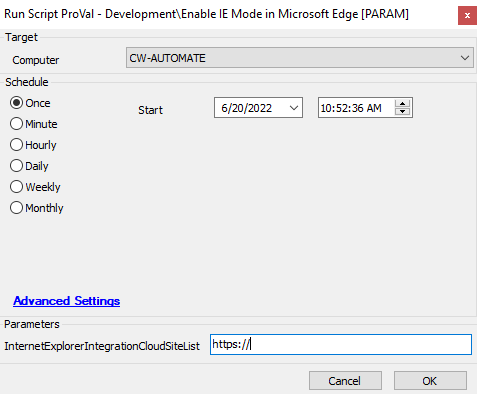 Run Script ProVal - Development\Enable IE Mode in Microsoft Edge [PARAM]
x
Target
Computer CW-AUTOMATE
Schedule
Once Start 6/20/2022 10:52:36 AM
Minute
Hourly
Daily
Weekly
Monthly
Advanced Settings
Parameters
InternetExplorerIntegrationCloudSiteList https://
Cancel OK